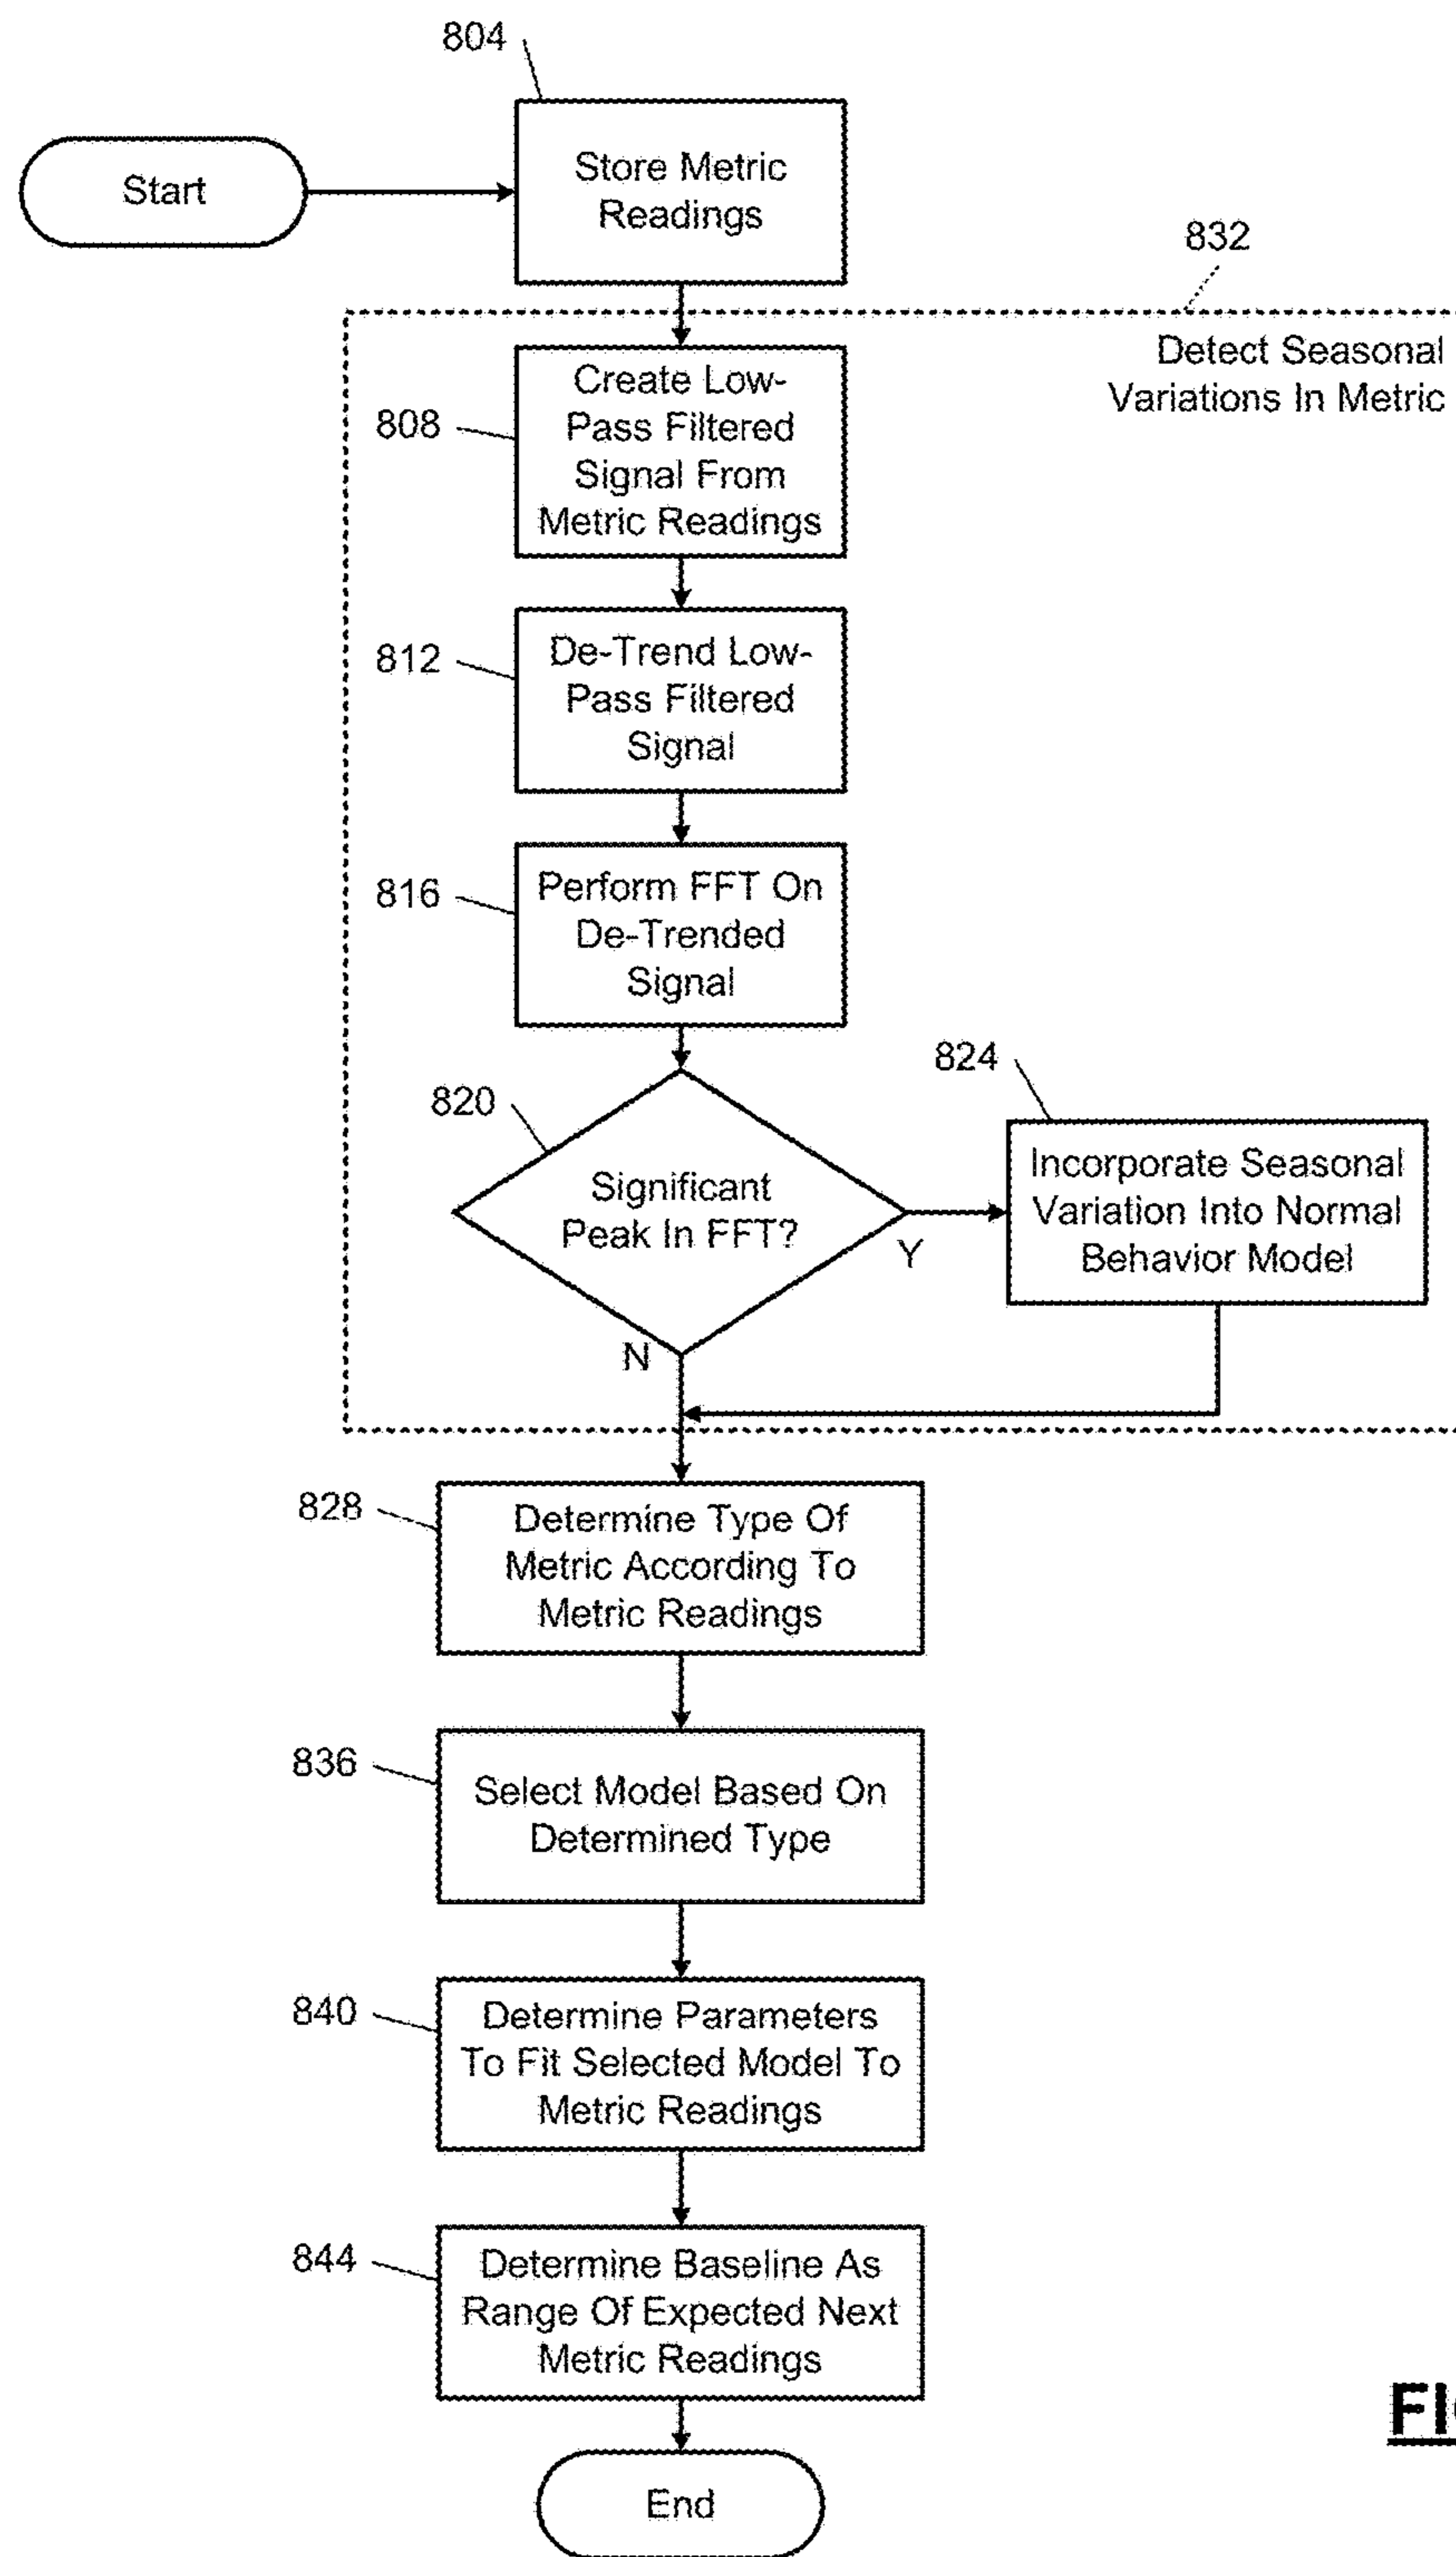 804
Start
Store Metric
Readings
832
Detect Seasonal
Variations In Metric
808
Create Low-
Pass Filtered
Signal From
Metric Readings
812
De-Trend Low-
Pass Filtered
Signal
816
Perform FFT On
De-Trended
Signal
820
Significant
Peak In FFT?
Y
N
824
Incorporate Seasonal
Variation Into Normal
Behavior Model
828
Determine Type Of
Metric According To
Metric Readings
836
Select Model Based On
Determined Type
840
Determine Parameters
To Fit Selected Model To
Metric Readings
844
Determine Baseline As
Range Of Expected Next
Metric Readings
End